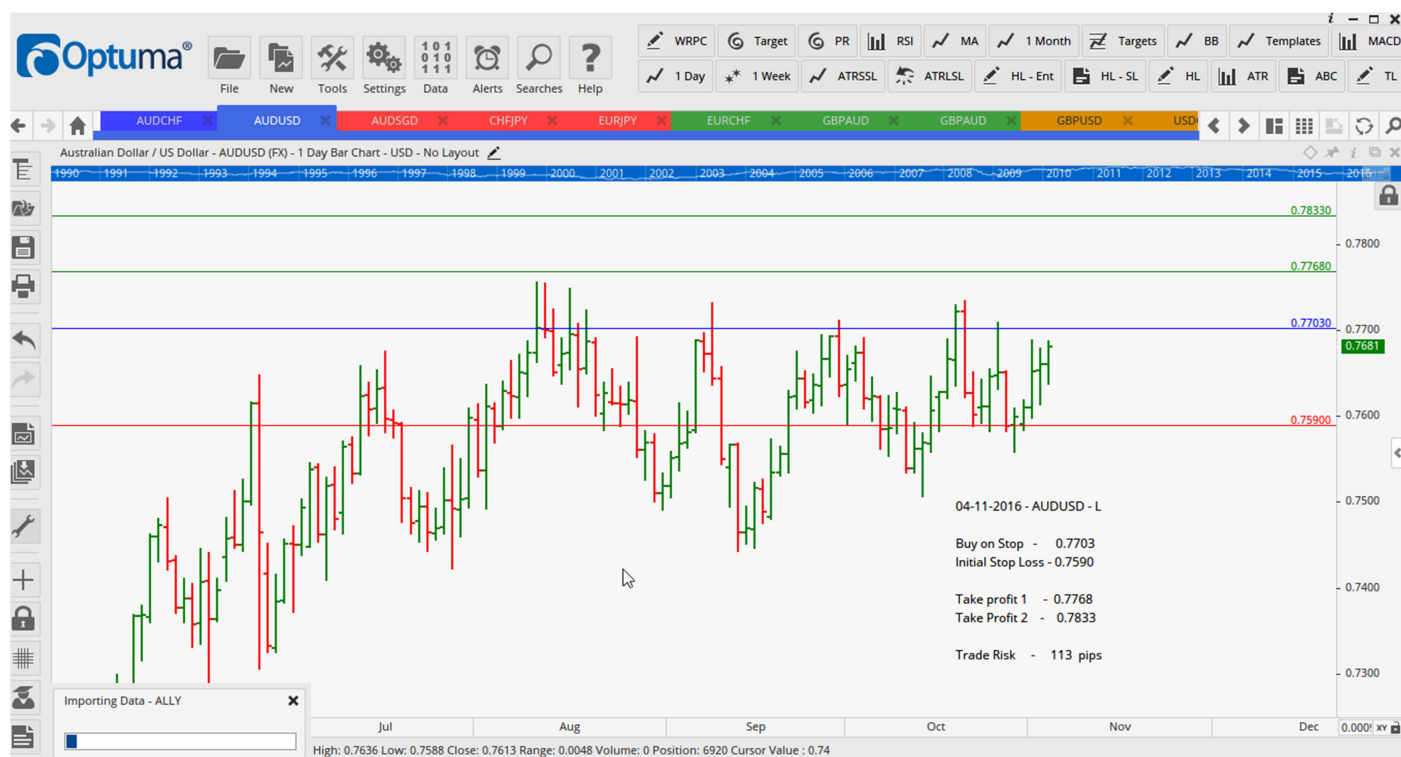 i
Optuma®
File New Tools Settings Data Alerts Searches Help
101
010
111
WRPC Target PR RSI MA 1 Month Targets BB Templates MACD
1 Day 1 Week ATRSSL ATRLSL HL - Ent HL - SL HL ATR ABC TL
AUDCHF AUDUSD AUDSGD CHFJPY EURJPY EURCHF GBPAUD GBPAUD GBPUSD
Australian Dollar / US Dollar - AUDUSD (FX) - 1 Day Bar Chart - USD - No Layout
1990 1991 1992 1993 1994 1995 1996 1997 1998 1999 2000 2001 2002 2003 2004 2005 2006 2007 2008 2009 2010 2011 2012 2013 2014 2015 2016
0.78330
0.7800
0.77680
0.77030
0.7700
0.7681
0.7600
0.75900
0.7500
04-11-2016 - AUDUSD - L
Buy on Stop - 0.7703
Initial Stop Loss - 0.7590
0.7400
Take profit 1 - 0.7768
Take Profit 2 - 0.7833
Trade Risk - 113 pips
0.7300
Importing Data - ALLY
Jul Aug Sep Oct Nov Dec
XY
High: 0.7636 Low: 0.7588 Close: 0.7613 Range: 0.0048 Volume: 0 Position: 6920 Cursor Value : 0.74